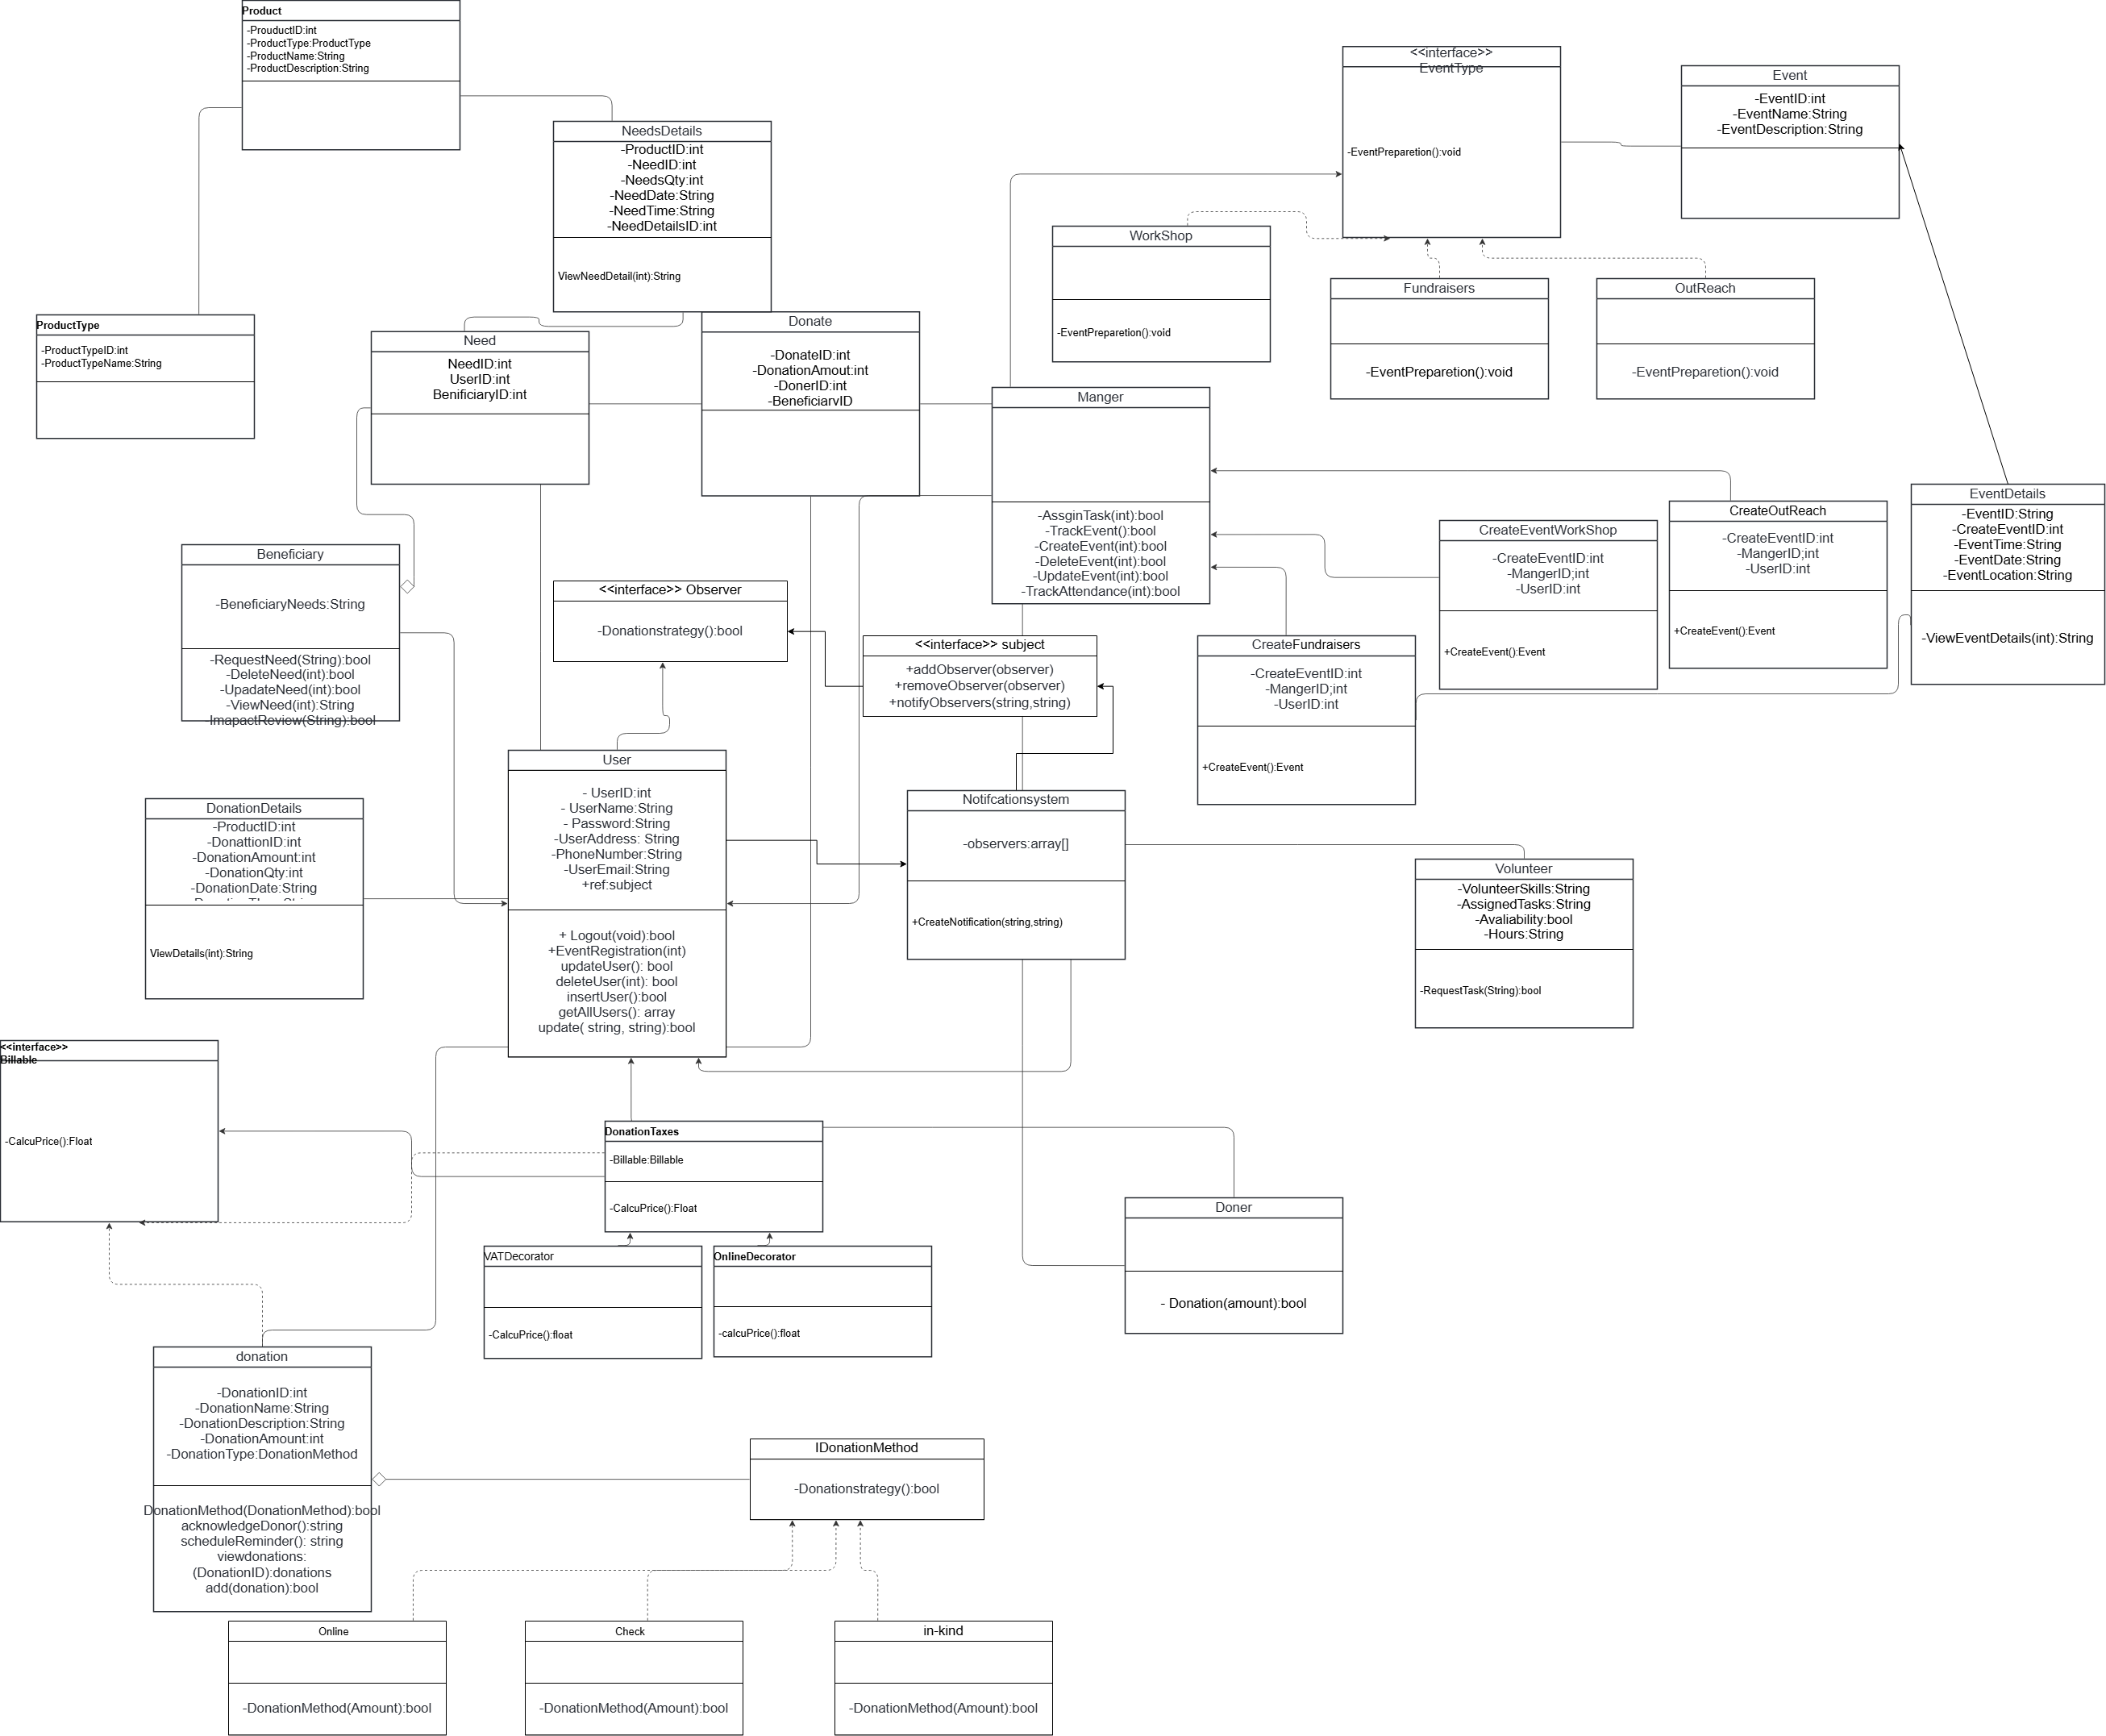 Product
-ProuductID:int
-ProductType:ProductType
-ProductName:String
-ProductDescription:String
<<interface>>
EventType
-EventPreparetion():void
Event
-EventID:int
-EventName:String
-EventDescription:String
NeedsDetails
-ProductID:int
-NeedID:int
-NeedsQty:int
-NeedDate:String
-NeedTime:String
-NeedDetailsID:int
ViewNeedDetail(int):String
WorkShop
-EventPreparetion():void
Fundraisers
-EventPreparetion():void
OutReach
-EventPreparetion():void
ProductType
-ProductTypeID:int
-ProductTypeName:String
Need
NeedID:int
UserID:int
BenificiaryID:int
Donate
-DonateID:int
-DonationAmout:int
-DonerID:int
-BeneficiaryID
Manger
-AssginTask(int):bool
-TrackEvent():bool
-CreateEvent(int):bool
-DeleteEvent(int):bool
-UpdateEvent(int):bool
-TrackAttendance(int):bool
EventDetails
-EventID:String
-CreateEventID:int
-EventTime:String
-EventDate:String
-EventLocation:String
-ViewEventDetails(int):String
CreateOutReach
-CreateEventID:int
-MangerID;int
-UserID:int
+CreateEvent():Event
CreateEventWorkShop
-CreateEventID:int
-MangerID;int
-UserID:int
+CreateEvent():Event
Beneficiary
-BeneficiaryNeeds:String
-RequestNeed(String):bool
-DeleteNeed(int):bool
-UpadateNeed(int):bool
-ViewNeed(int):String
-ImapactReview(String):bool
<<interface>> Observer
-Donationstrategy():bool
<<interface>> subject
+addObserver(observer)
+removeObserver(observer)
+notifyObservers(string,string)
CreateFundraisers
-CreateEventID:int
-MangerID;int
-UserID:int
+CreateEvent():Event
User
- UserID:int
- UserName:String
- Password:String
-UserAddress: String
-PhoneNumber:String
-UserEmail:String
+ref:subject
+ Logout(void):bool
+EventRegistration(int)
updateUser(): bool
deleteUser(int): bool
insertUser():bool
getAllUsers(): array
update( string, string):bool
Notifcationsystem
-observers:array[]
+CreateNotification(string,string)
DonationDetails
-ProductID:int
-DonattionID:int
-DonationAmount:int
-DonationQty:int
-DonationDate:String
ViewDetails(int):String
Volunteer
-VolunteerSkills:String
-AssignedTasks:String
-Avaliability:bool
-Hours:String
-RequestTask(String):bool
<<interface>>
Billable
-CalcuPrice():Float
DonationTaxes
-Billable:Billable
-CalcuPrice():Float
Doner
- Donation(amount):bool
VATDecorator
-CalcuPrice():float
OnlineDecorator
-calcuPrice():float
donation
-DonationID:int
-DonationName:String
-DonationDescription:String
-DonationAmount:int
-DonationType:DonationMethod
DonationMethod(DonationMethod):bool
acknowledgeDonor():string
scheduleReminder(): string
viewdonations:
(DonationID):donations
add(donation):bool
IDonationMethod
-Donationstrategy():bool
Online
-DonationMethod(Amount):bool
Check
-DonationMethod(Amount):bool
in-kind
-DonationMethod(Amount):bool